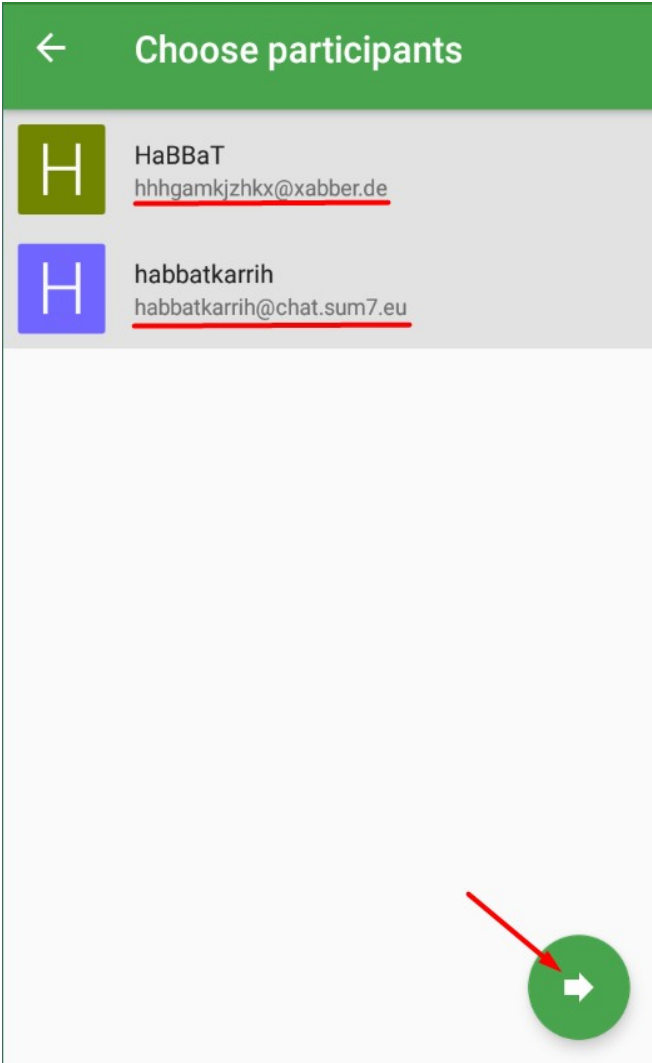 Choose participants
H
HaBBaT
hhhgamkjzhkx@xabber.de
H
habbatkarrih
habbatkarrih@chat.sum7.eu